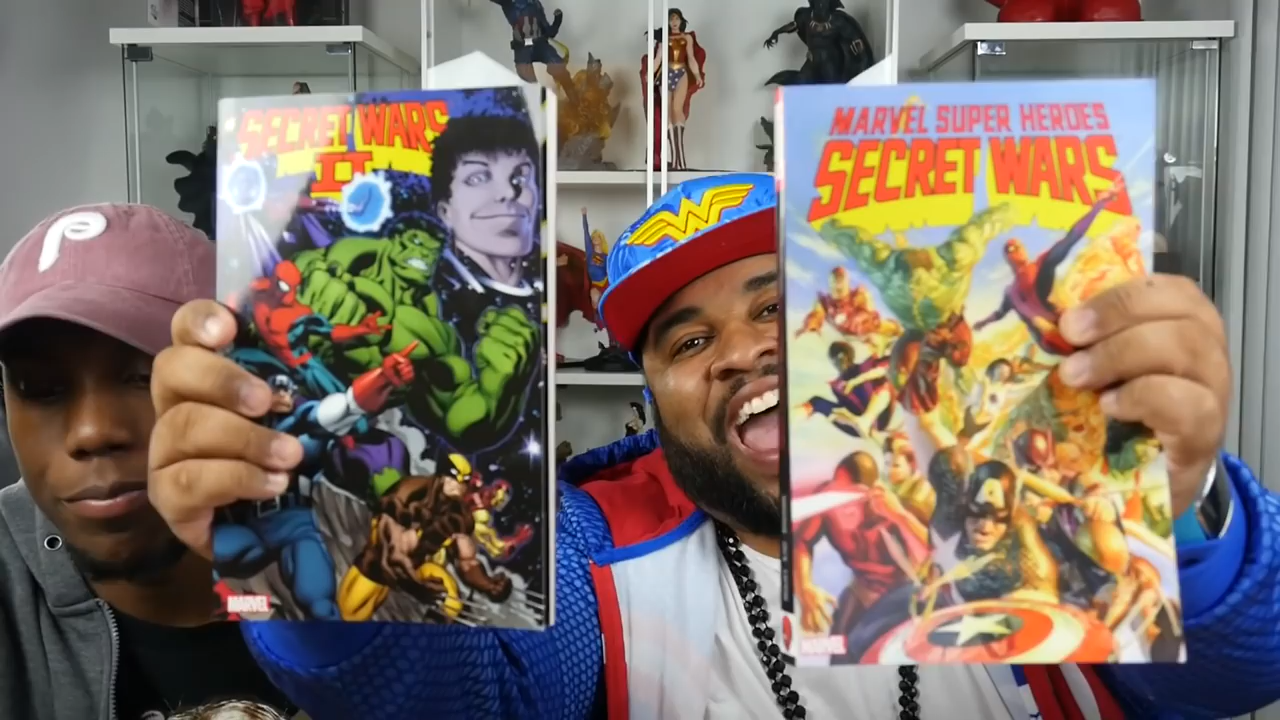 P
SECRET WARS
II
MARVEL
MARVEL SUPER HEROES
SECRET WARS
MARVEL